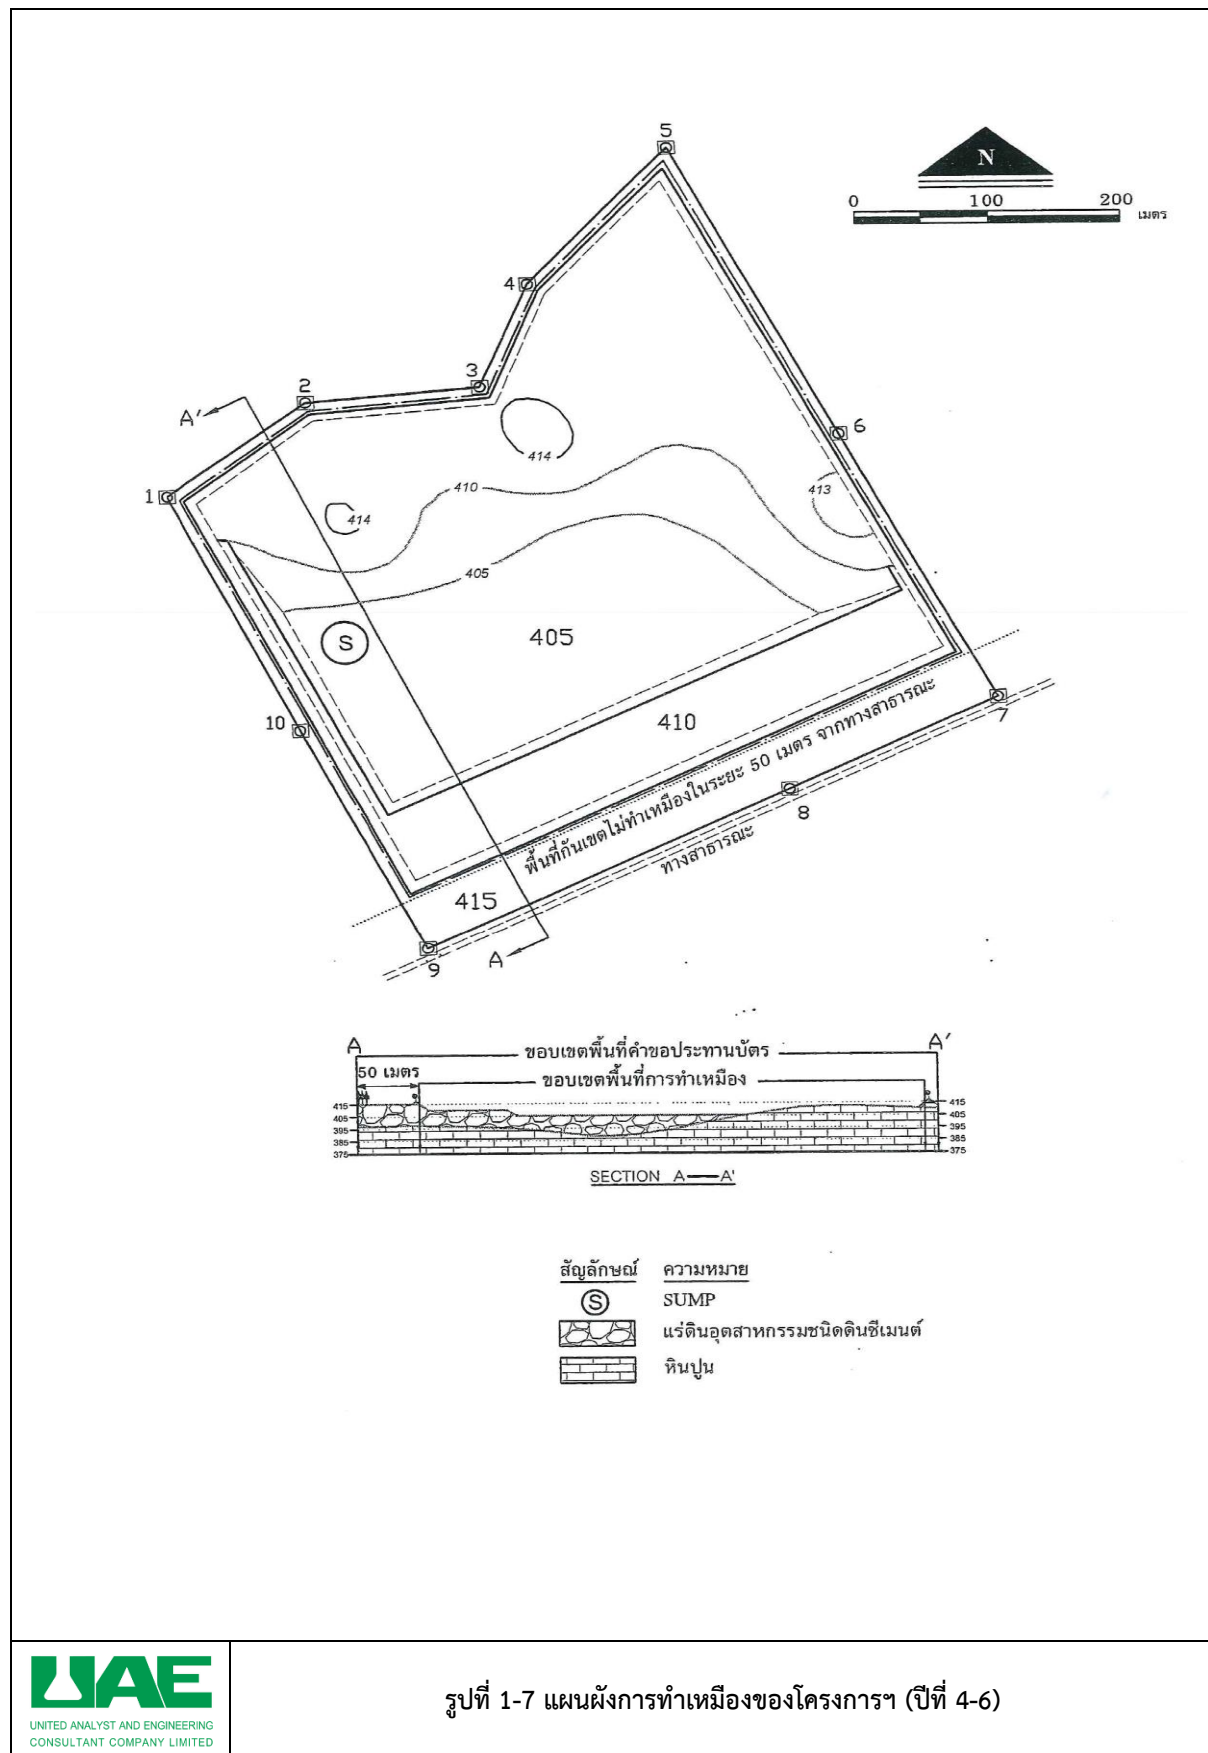 5
N
0 100 200
เมตร
4
3
2
A'
6
414
410
413
1
414
405
S
405
10
410
7
พื้นที่กันเขตไม่ทำเหมืองในระยะ 50 เมตร จากทางสาธารณะ
8
ทางสาธารณะ
415
9
A
A A'
ขอบเขตพื้นที่คำขอประทานบัตร
50 เมตร
ขอบเขตพื้นที่การทำเหมือง
415 415
405 405
395 395
385 385
375 375
SECTION A—A'
สัญลักษณ์ ความหมาย
S SUMP
แร่ดินอุตสาหกรรมชนิดดินซีเมนต์
หินปูน
UAE
UNITED ANALYST AND ENGINEERING
CONSULTANT COMPANY LIMITED
รูปที่ 1-7 แผนผังการทำเหมืองของโครงการฯ (ปีที่ 4-6)